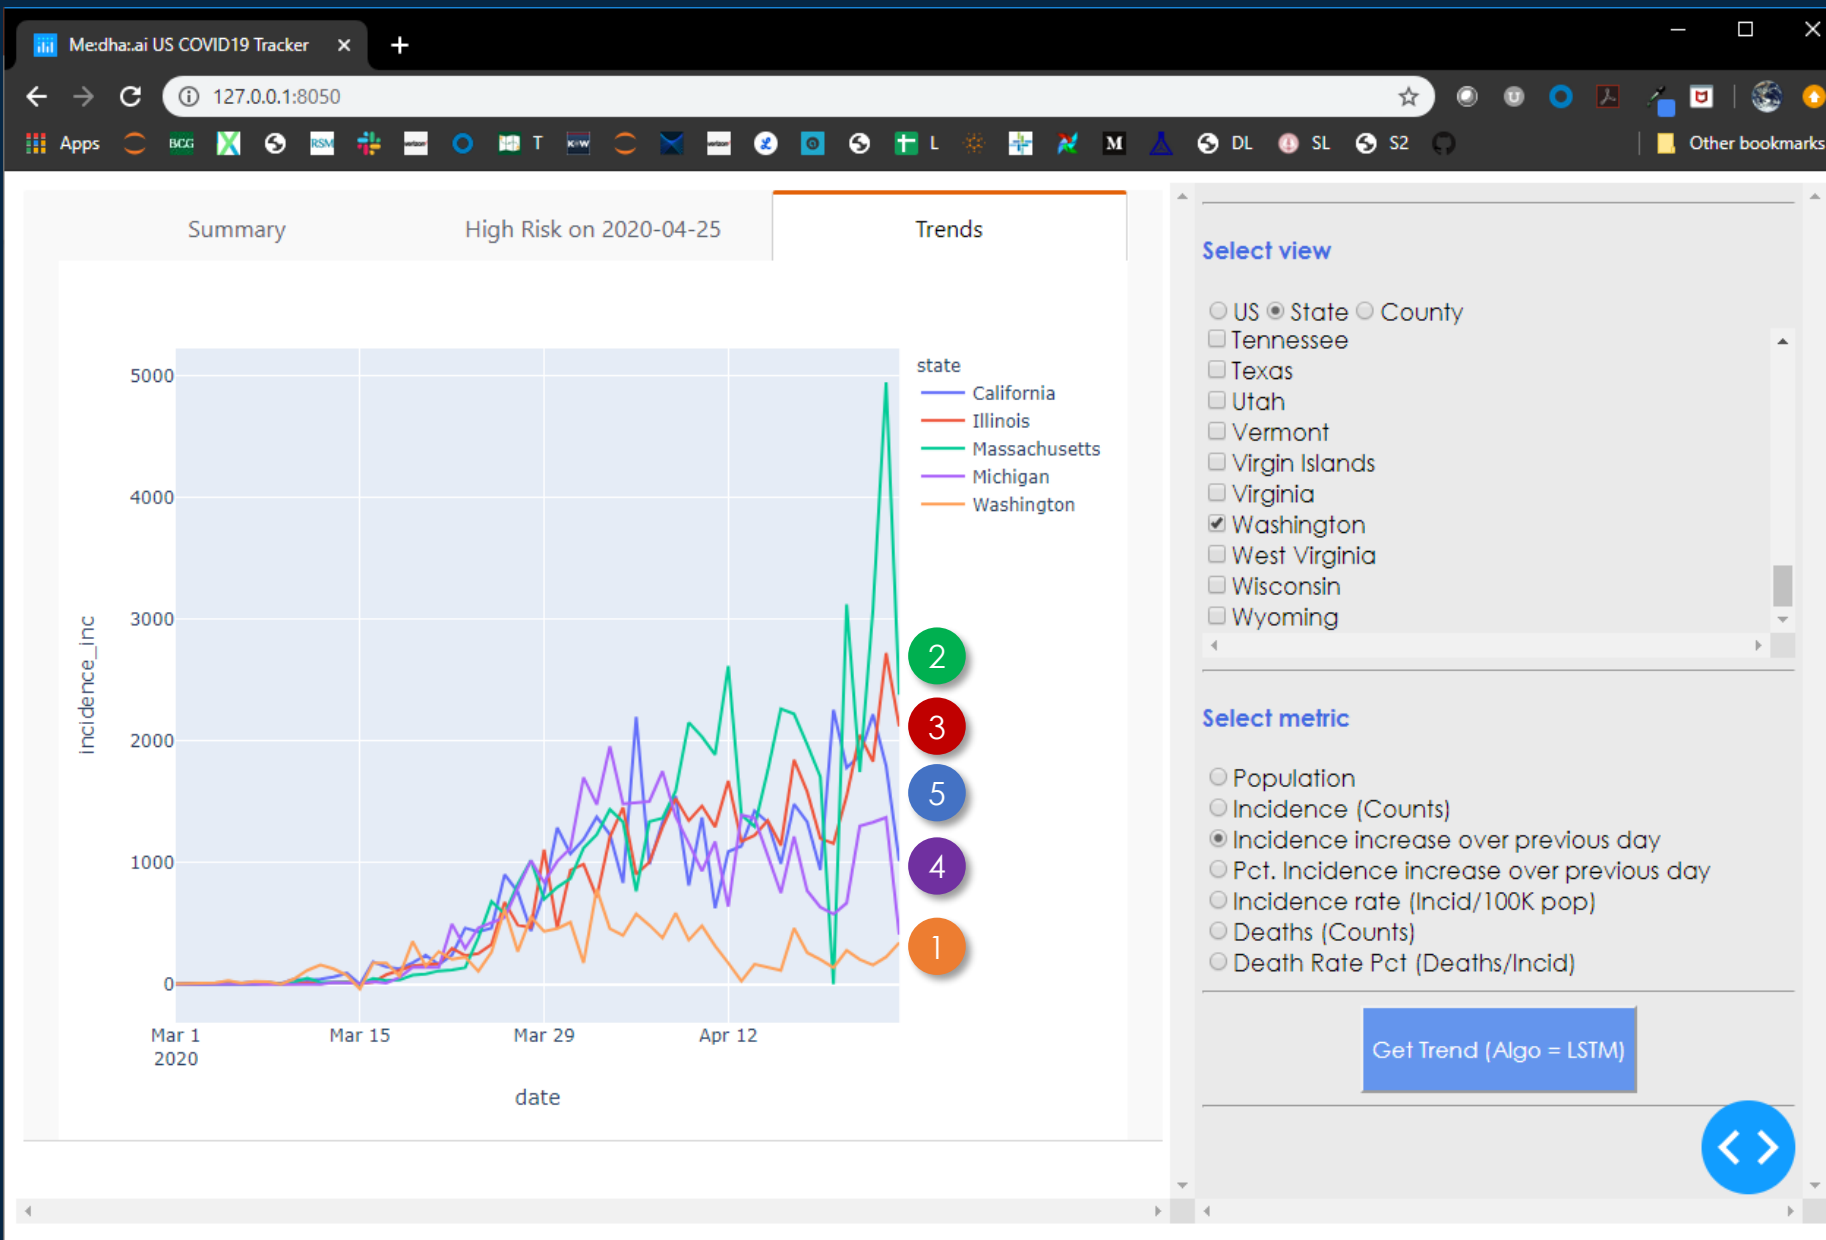 Me:dha:.ai US COVID19 Tracker
127.0.0.1:8050
Apps
BCG
RSM
verizon
T
K&W
verizon
L
M
DL
SL
S2
Other bookmarks
Summary
High Risk on 2020-04-25
Trends
5000
4000
3000
2000
1000
0
incidence_inc
Mar 1
2020
Mar 15
Mar 29
Apr 12
date
state
California
Illinois
Massachusetts
Michigan
Washington
2
3
5
4
1
Select view
US State County
Tennessee
Texas
Utah
Vermont
Virgin Islands
Virginia
Washington
West Virginia
Wisconsin
Wyoming
Select metric
Population
Incidence (Counts)
Incidence increase over previous day
Pct. Incidence increase over previous day
Incidence rate (Incid/100K pop)
Deaths (Counts)
Death Rate Pct (Deaths/Incid)
Get Trend (Algo = LSTM)